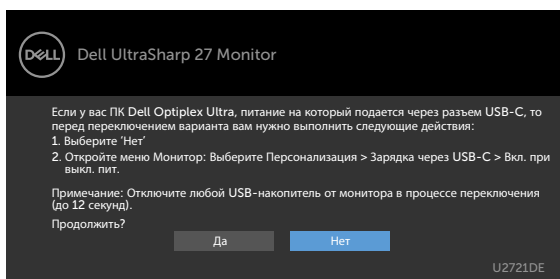 DELL
Dell UltraSharp 27 Monitor
Если у вас ПК Dell Optiplex Ultra, питание на который подается через разъем USB-C, то
перед переключением варианта вам нужно выполнить следующие действия:
1. Выберите 'Нет'
2. Откройте меню Монитор: Выберите Персонализация > Зарядка через USB-C > Вкл. при
выкл. пит.
Примечание: Отключите любой USB-накопитель от монитора в процессе переключения
(до 12 секунд).
Продолжить?
Да Нет
U2721DE